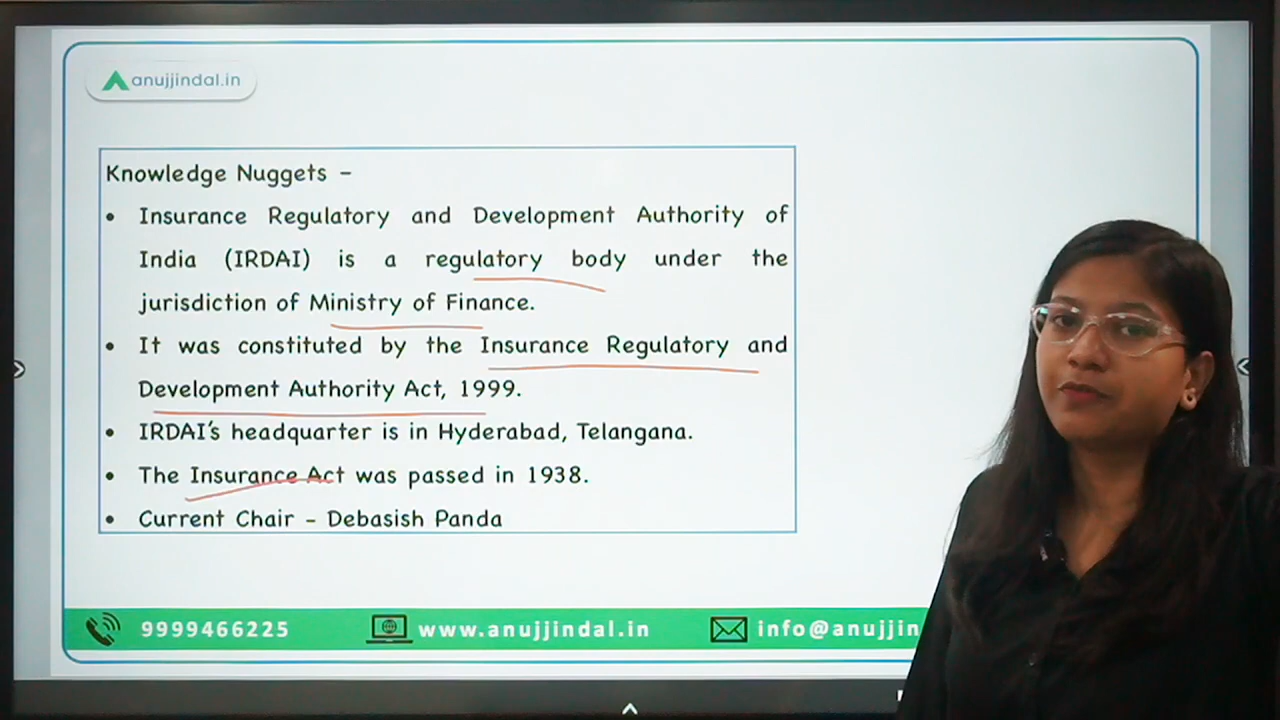 anujjindal.in
Knowledge Nuggets –
• Insurance Regulatory and Development Authority of
India (IRDAI) is a regulatory body under the
jurisdiction of Ministry of Finance.
• It was constituted by the Insurance Regulatory and
Development Authority Act, 1999.
• IRDAI's headquarter is in Hyderabad, Telangana.
• The Insurance Act was passed in 1938.
• Current Chair – Debasish Panda
9999466225 www.anujjindal.in info@anujjin